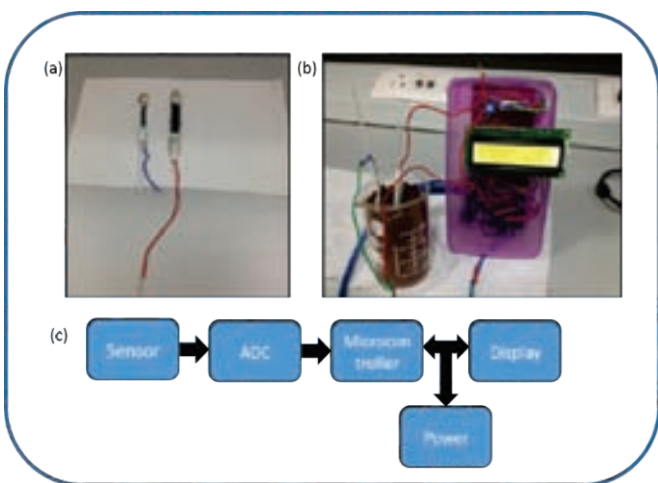 (a)
(b)
(c)
Sensor
ADC
Microcon
troller
Display
Power